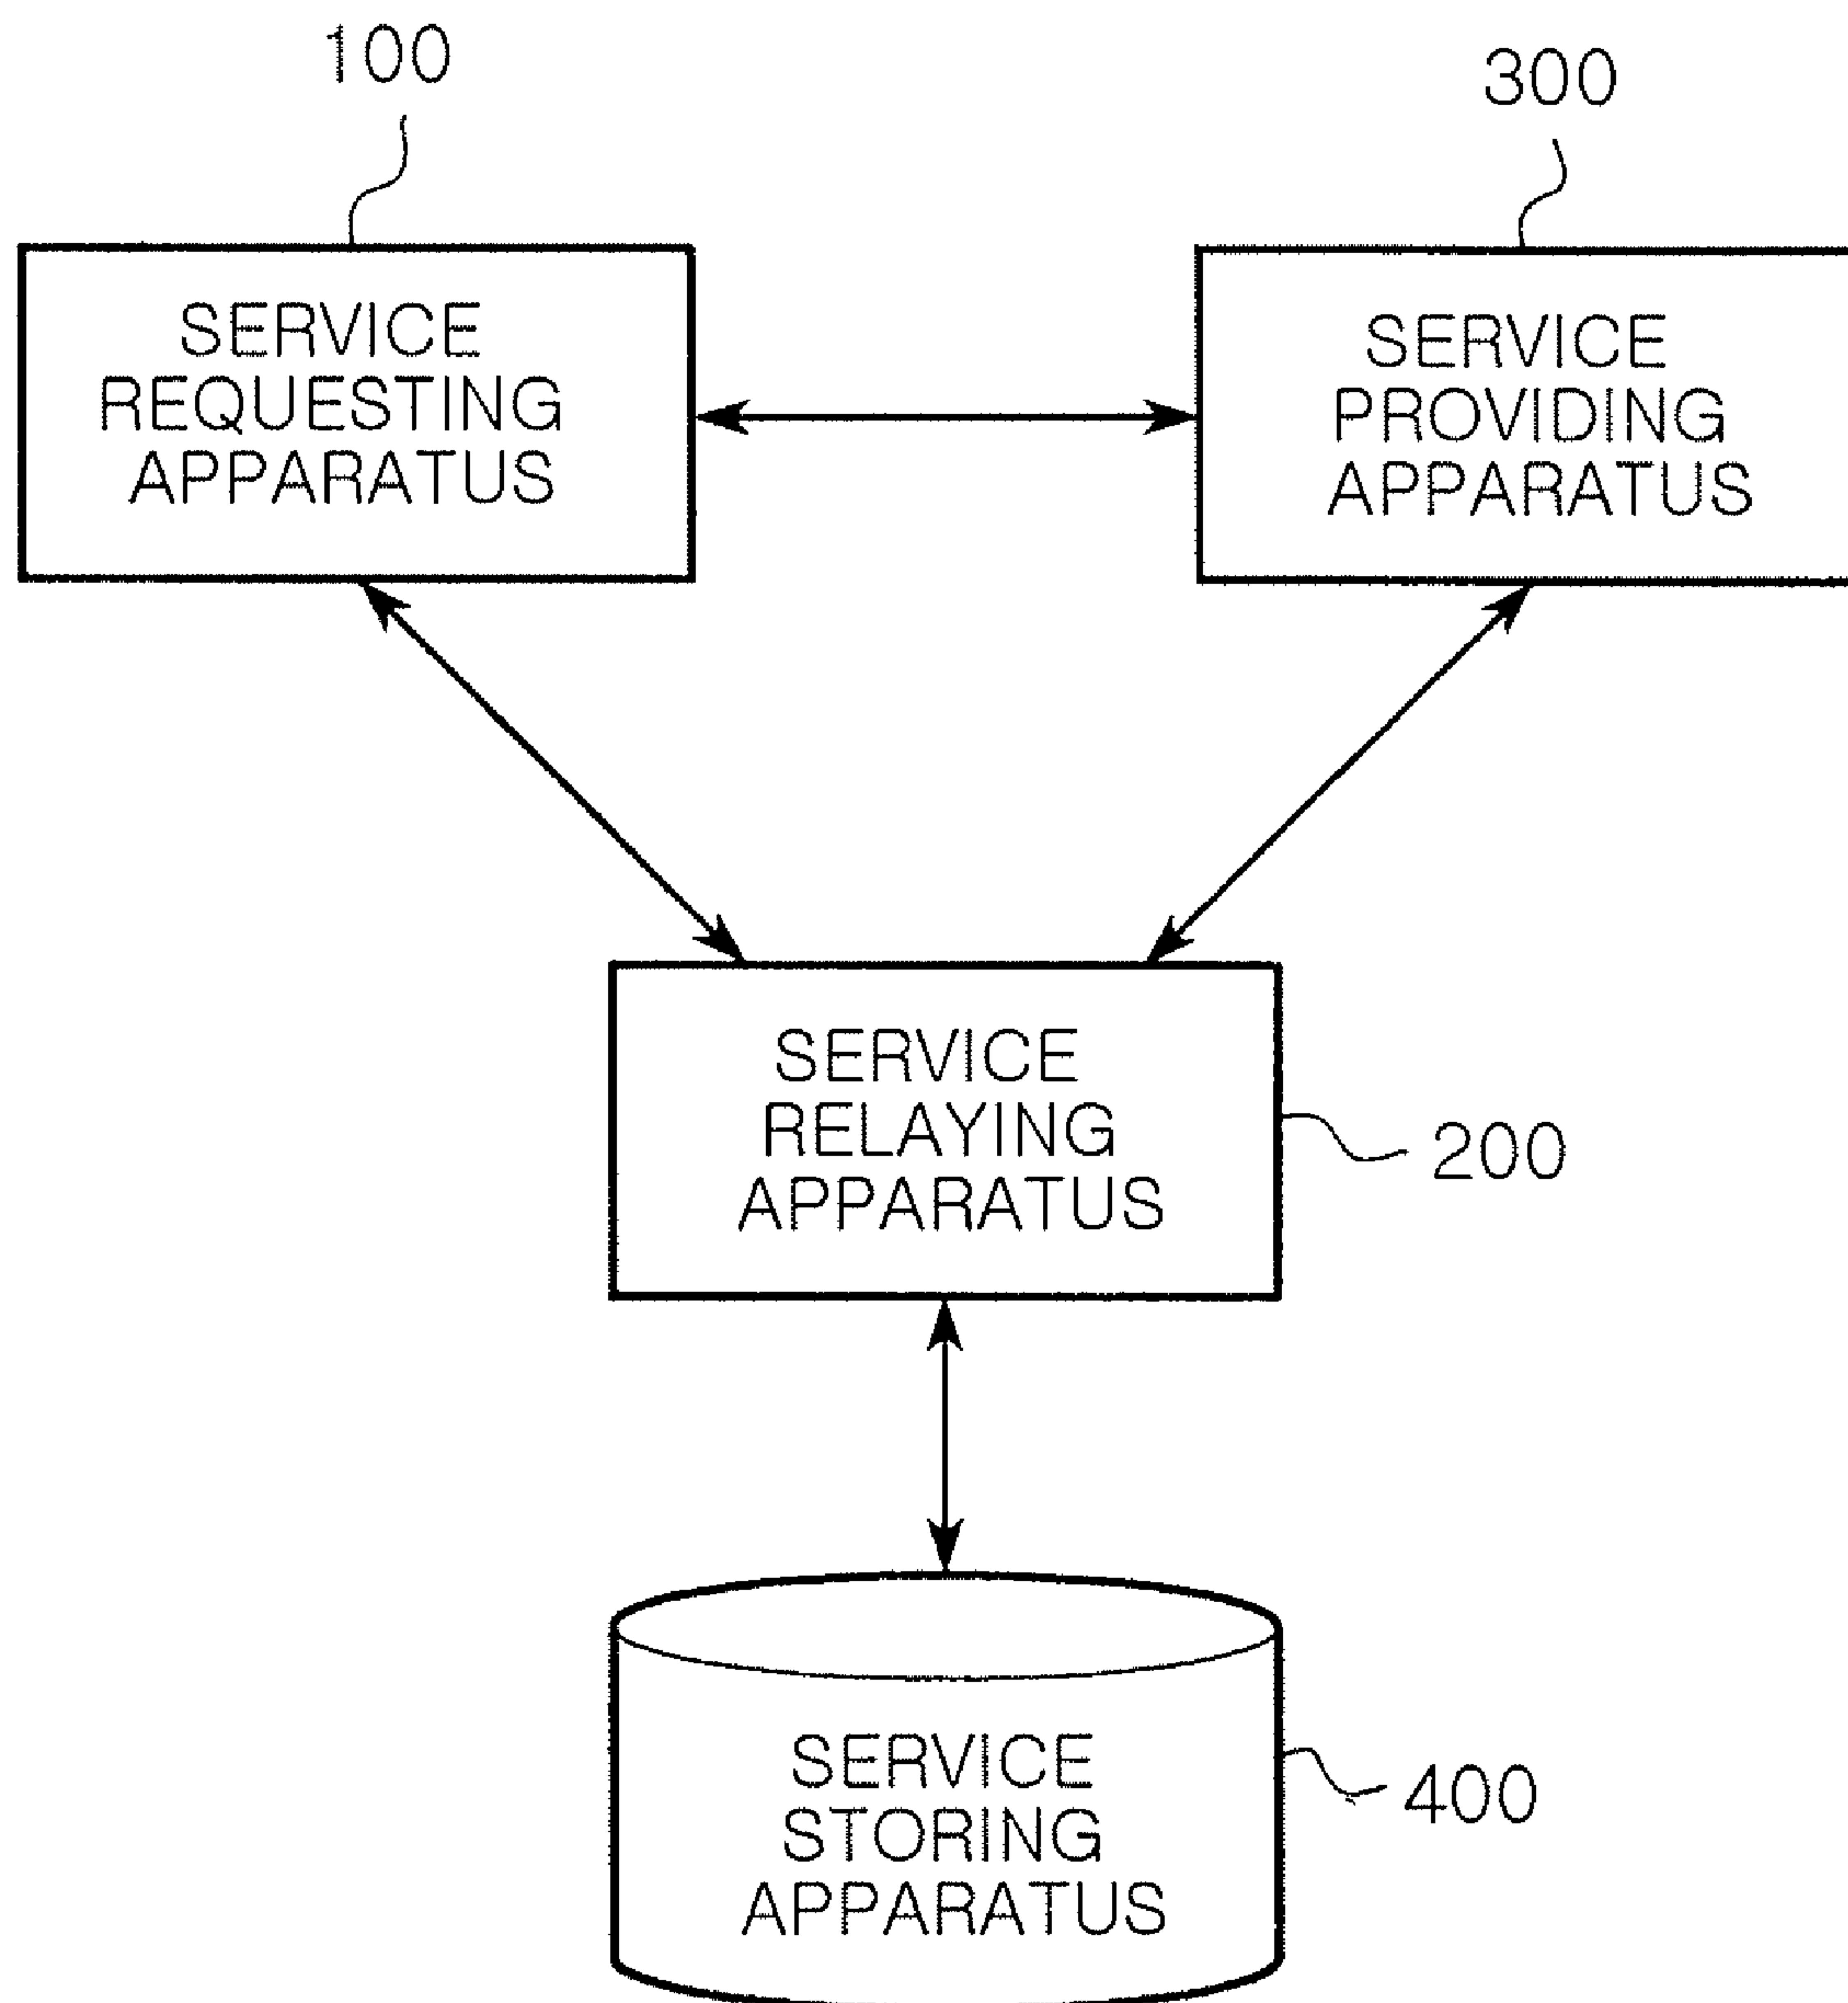 100
300
SERVICE
REQUESTING
APPARATUS
SERVICE
PROVIDING
APPARATUS
SERVICE
RELAYING
APPARATUS
200
SERVICE
STORING
APPARATUS
400